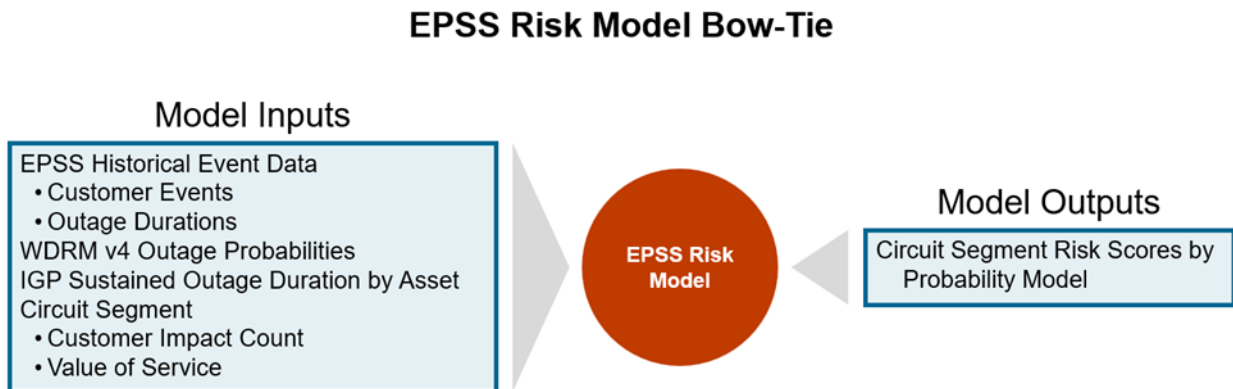 EPSS Risk Model Bow-Tie
Model Inputs
EPSS Historical Event Data
• Customer Events
• Outage Durations
WDRM v4 Outage Probabilities
IGP Sustained Outage Duration by Asset
Circuit Segment
• Customer Impact Count
• Value of Service
EPSS Risk
Model
Model Outputs
Circuit Segment Risk Scores by
Probability Model